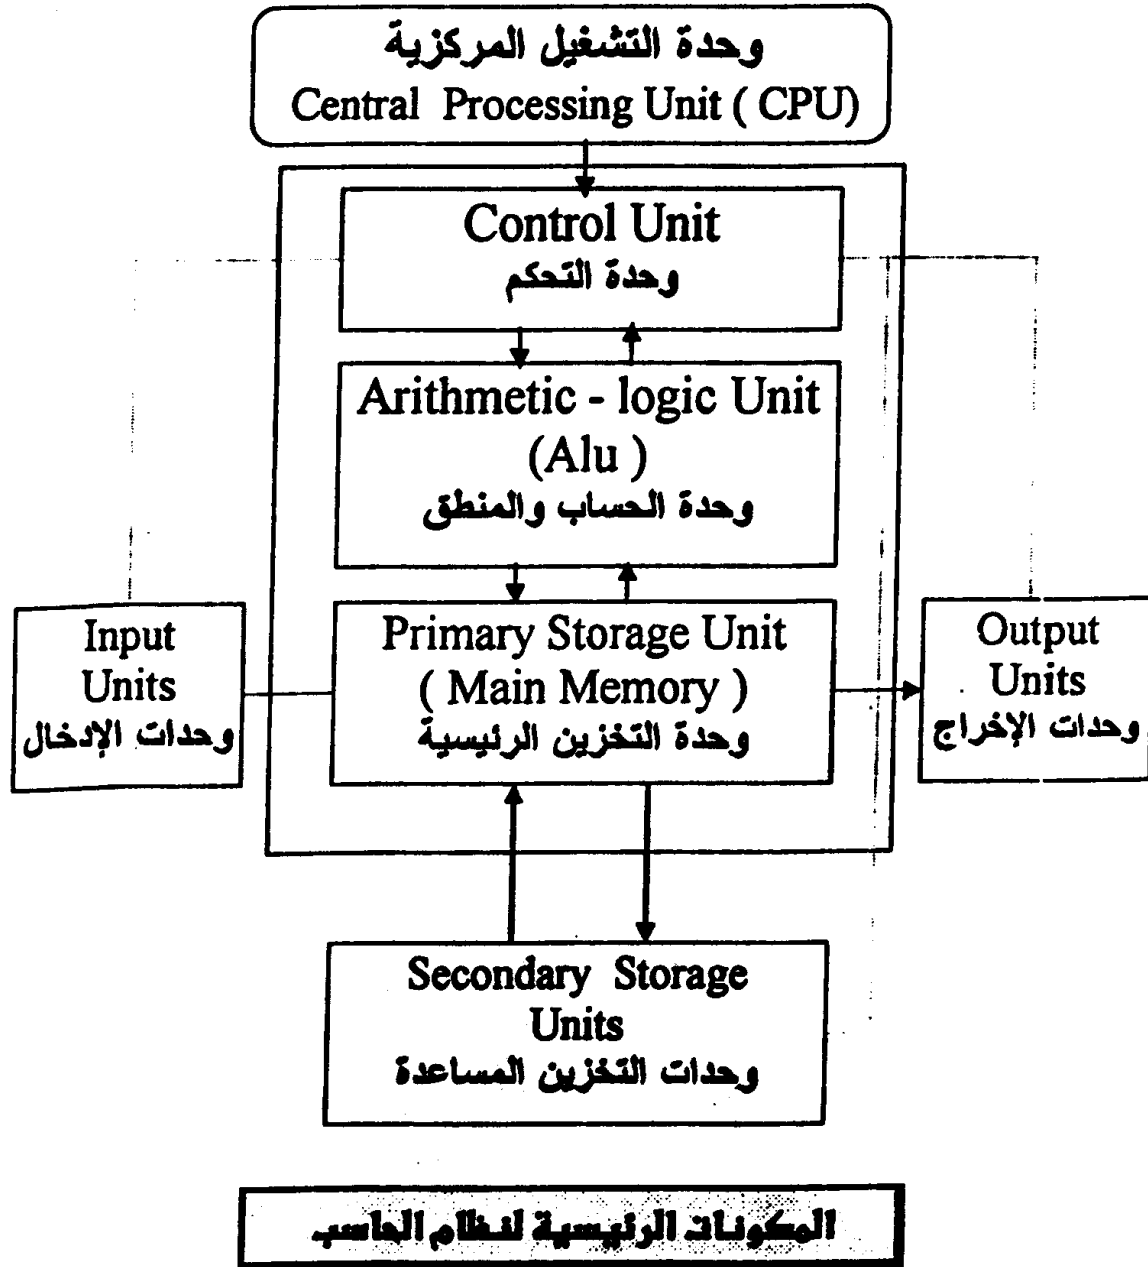 وحدة التشغيل المركزية
Central Processing Unit ( CPU)
Control Unit
وحدة التحكم
Arithmetic - logic Unit
(Alu )
وحدة الحساب والمنطق
Input
Units
وحدات الإدخال
Primary Storage Unit
( Main Memory )
وحدة التخزين الرئيسية
Output
Units
وحدات الإخراج
Secondary Storage
Units
وحدات التخزين المساعدة
المكونات الرئيسية لنظام الحاسب